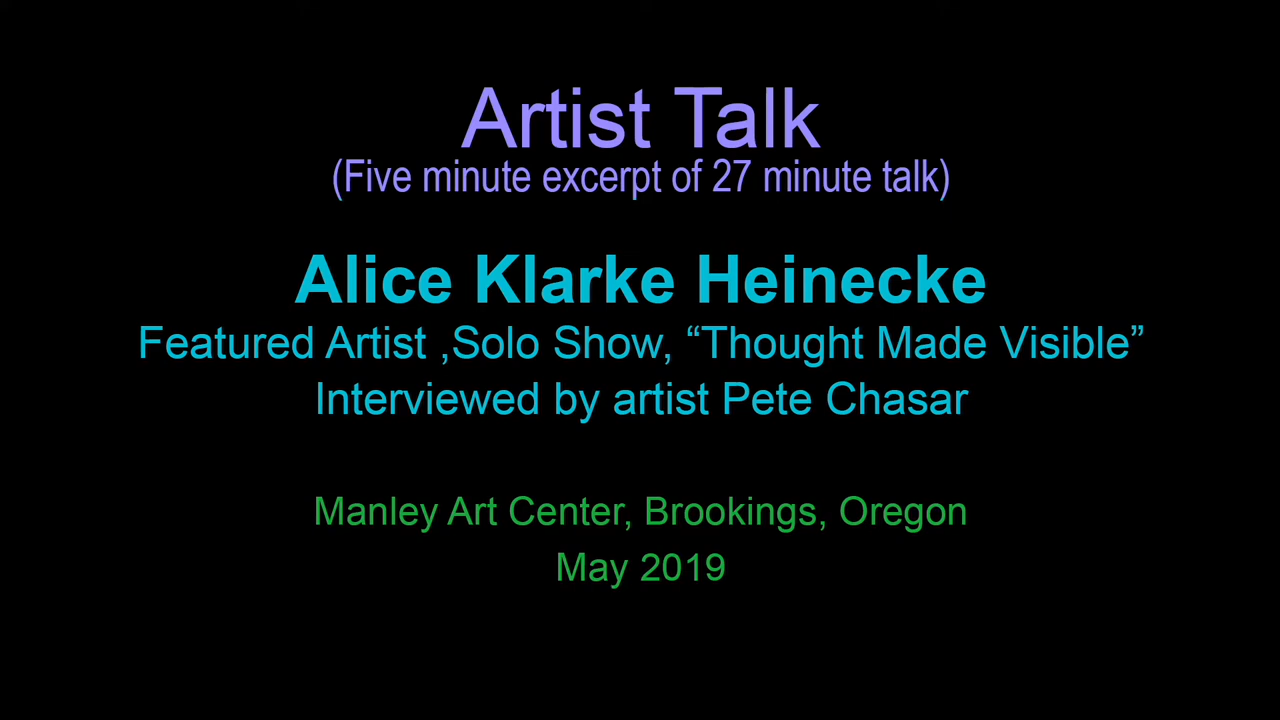 Artist Talk
(Five minute excerpt of 27 minute talk)
Alice Klarke Heinecke
Featured Artist ,Solo Show, “Thought Made Visible”
Interviewed by artist Pete Chasar
Manley Art Center, Brookings, Oregon
May 2019